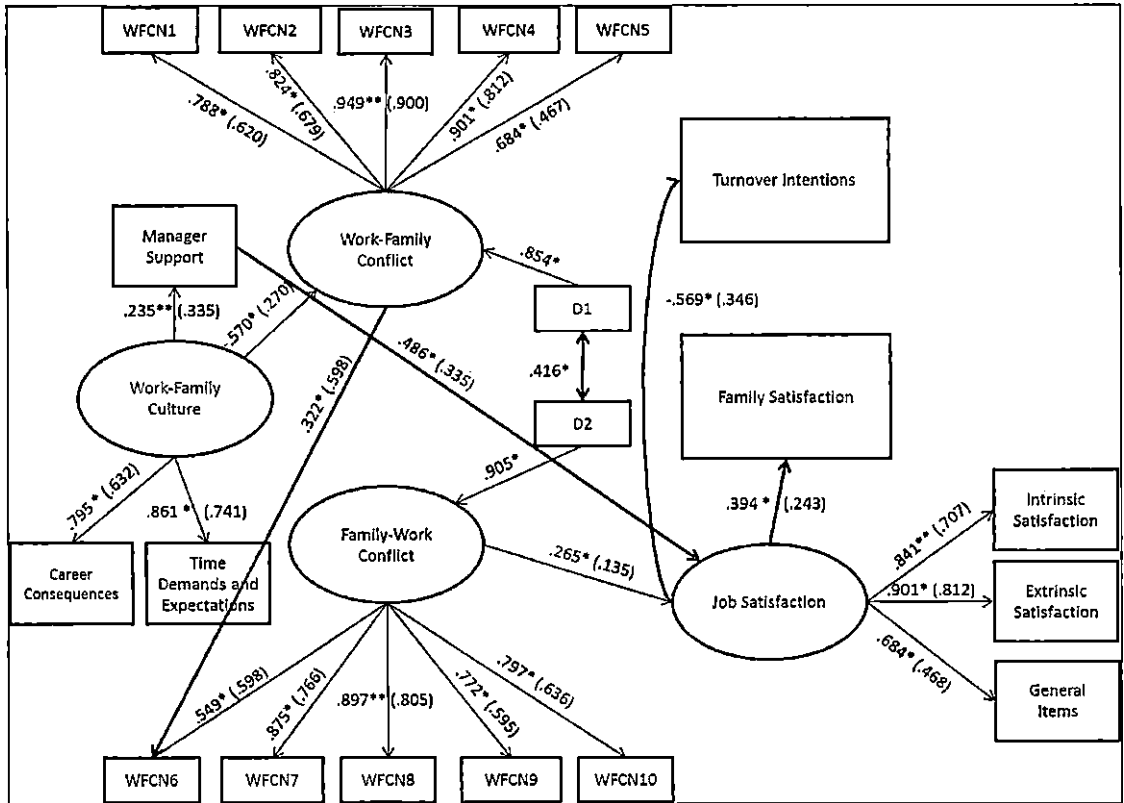 WFCN1
WFCN2
WFCN3
WFCN4
WFCN5
.788* (.620)
.824* (.679)
.949** (.900)
.901* (.812)
.684* (.467)
Turnover Intentions
Manager
Support
Work-Family
Conflict
.854*
.235** (.335)
-.570* (.270)
D1
-.569* (.346)
.486* (.335)
.416*
Work-Family
Culture
.322* (.598)
Family Satisfaction
D2
.905*
.795* (.632)
.861 * (.741)
.394 * (.243)
Intrinsic
Satisfaction
.841** (.707)
Family-Work
Conflict
.265* (.135)
Career
Consequences
Time
Demands and
Expectations
Job Satisfaction
.901* (.812)
Extrinsic
Satisfaction
.684* (.468)
General
Items
.549* (.598)
.875* (.766)
.897** (.805)
.772* (.595)
.797* (.636)
WFCN6
WFCN7
WFCN8
WFCN9
WFCN10